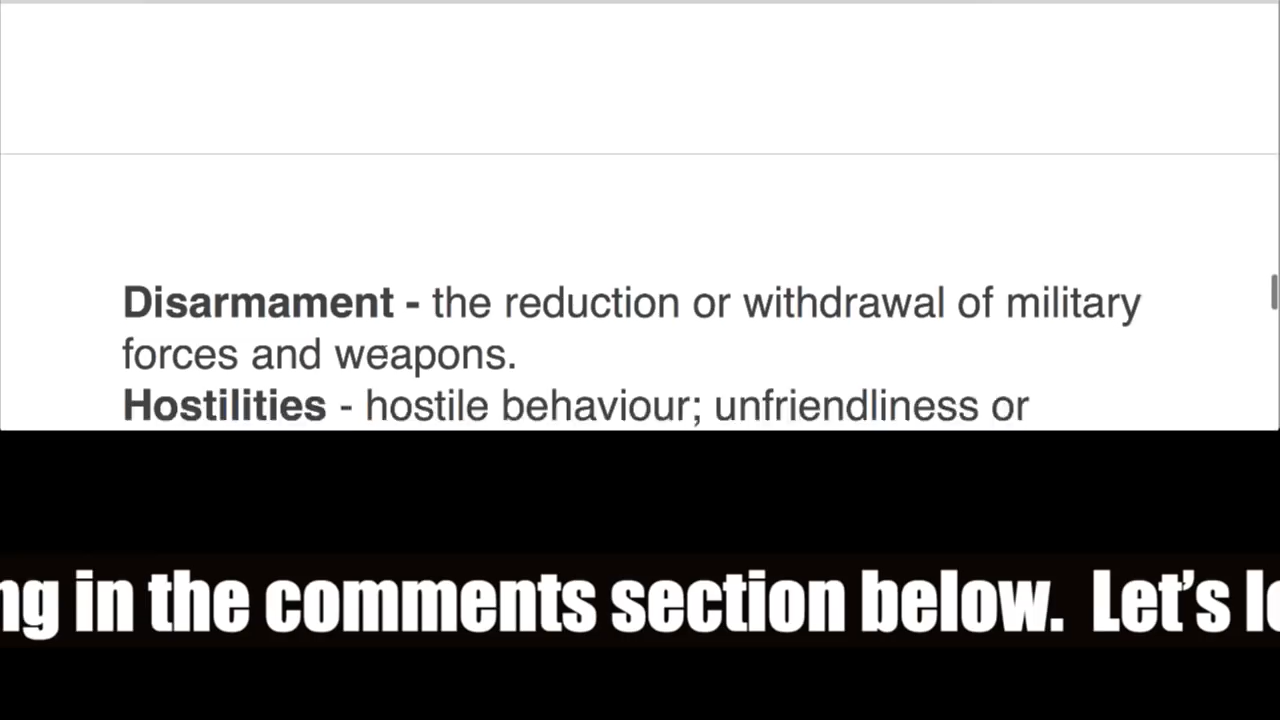 Disarmament - the reduction or withdrawal of military
forces and weapons.
Hostilities - hostile behaviour; unfriendliness or
in the comments section below. Let’s